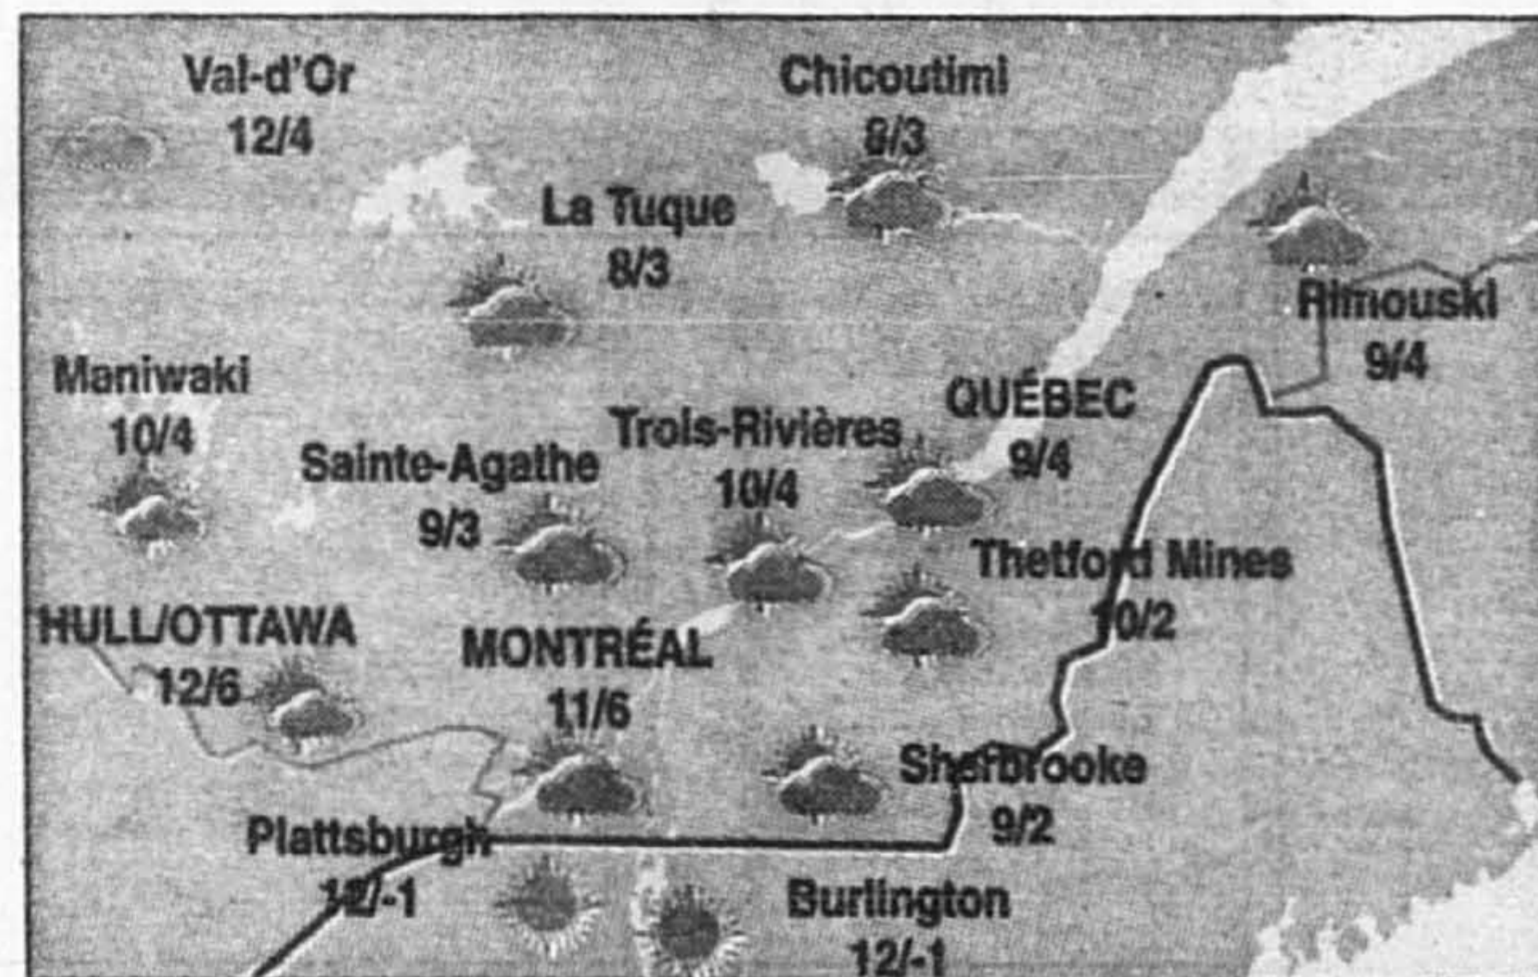 Val-d'Or
12/4
Chicoutimi
8/3
La Tuque
8/3
Rimouski
9/4
Maniwaki
10/4
Sainte-Agathe
9/3
Trois-Rivières
10/4
QUÉBEC
9/4
Thetford Mines
10/2
HULL/OTTAWA
12/6
MONTRÉAL
11/6
Sherbrooke
9/2
Plattsburgh
12/-1
Burlington
12/-1